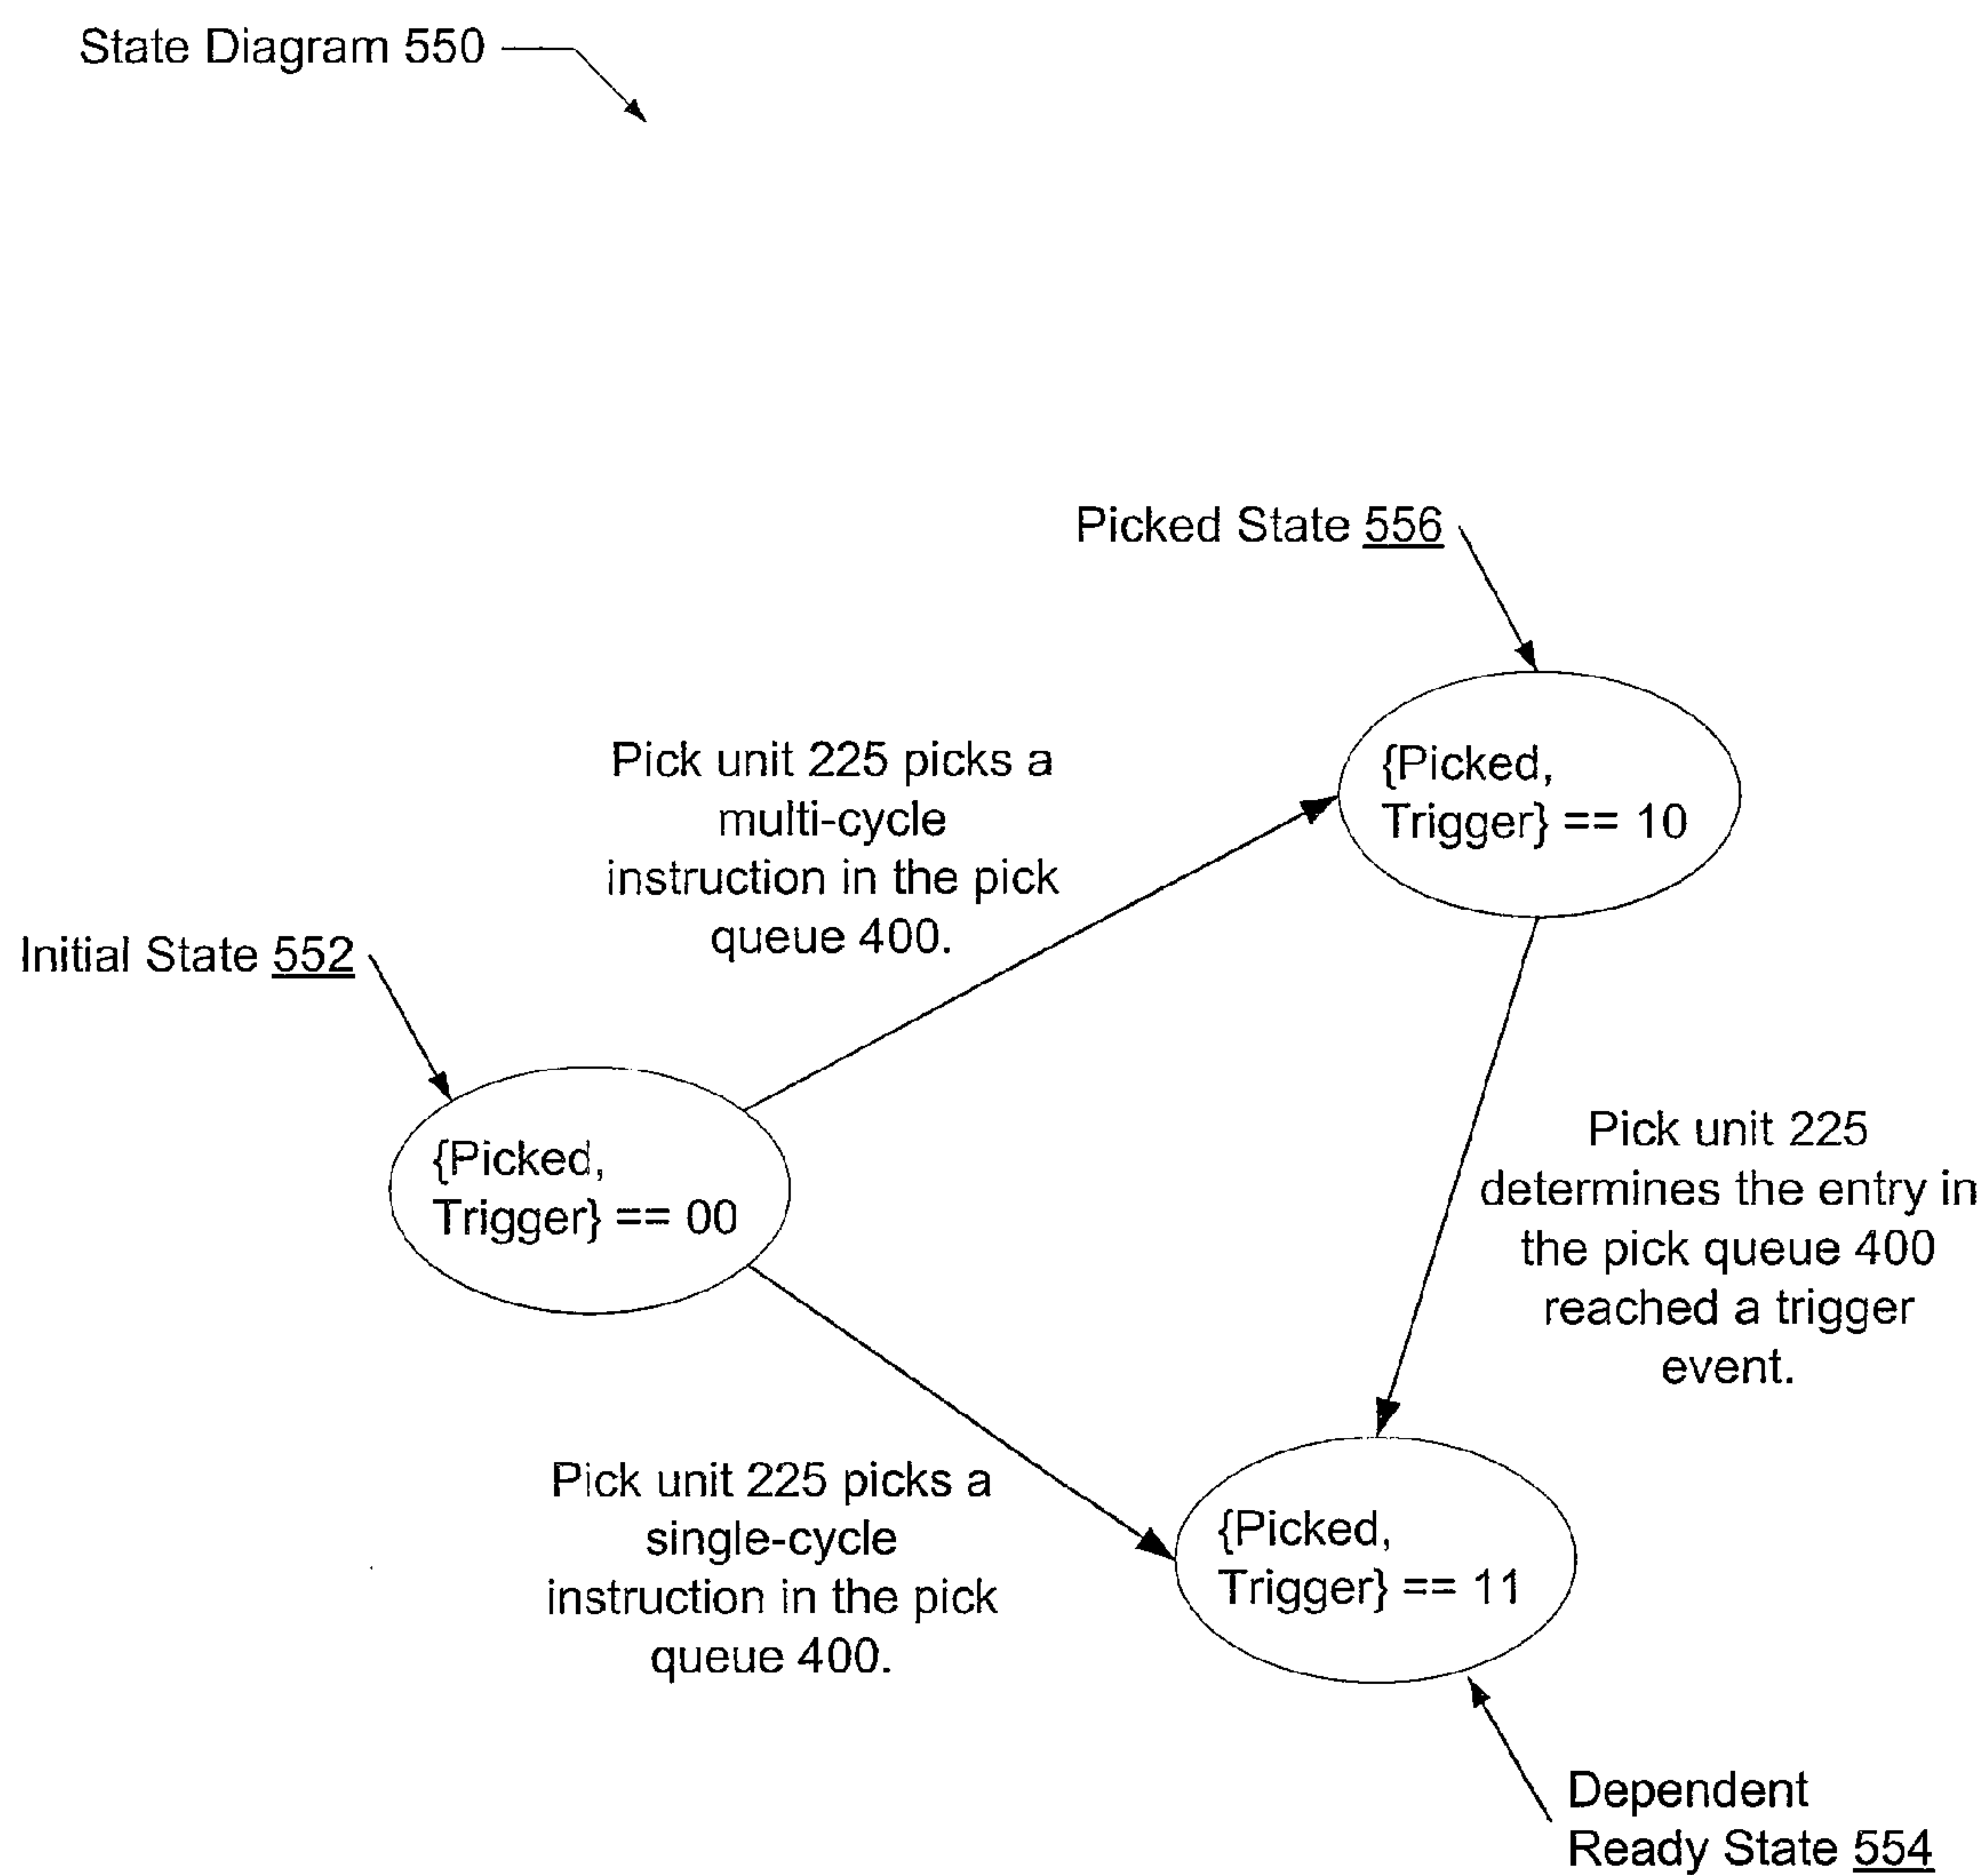 State Diagram 550
Picked State 556
Pick unit 225 picks a
multi-cycle
instruction in the pick
queue 400.
{Picked,
Trigger} == 10
Initial State 552
{Picked,
Trigger} == 00
Pick unit 225
determines the entry in
the pick queue 400
reached a trigger
event.
Pick unit 225 picks a
single-cycle
instruction in the pick
queue 400.
{Picked,
Trigger} == 11
Dependent
Ready State 554